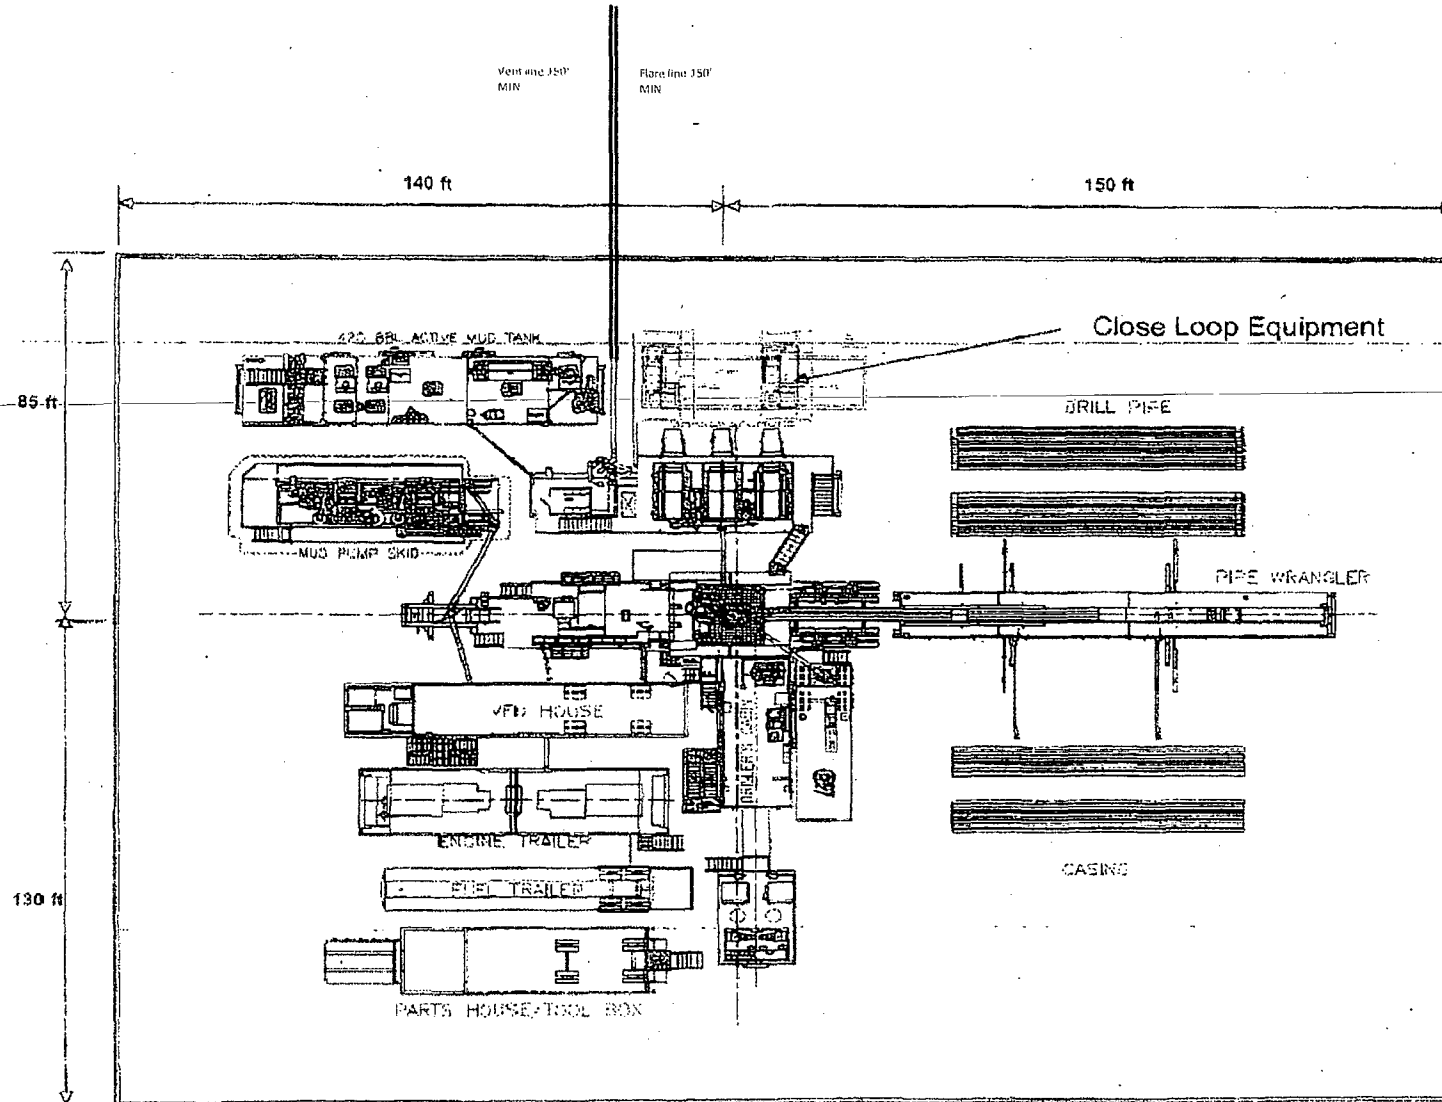 Vent line 150'
MIN
Flare line 150'
MIN
140 ft
150 ft
420 BBL ACTIVE MUD TANK
Close Loop Equipment
85 ft
DRILL PIPE
MUD PUMP SKID
PIPE WRANGLER
VFD HOUSE
DRILLER'S CABIN
ENGINE TRAILER
CASING
FUEL TRAILER
130 ft
PARTS HOUSE/TOOL BOX